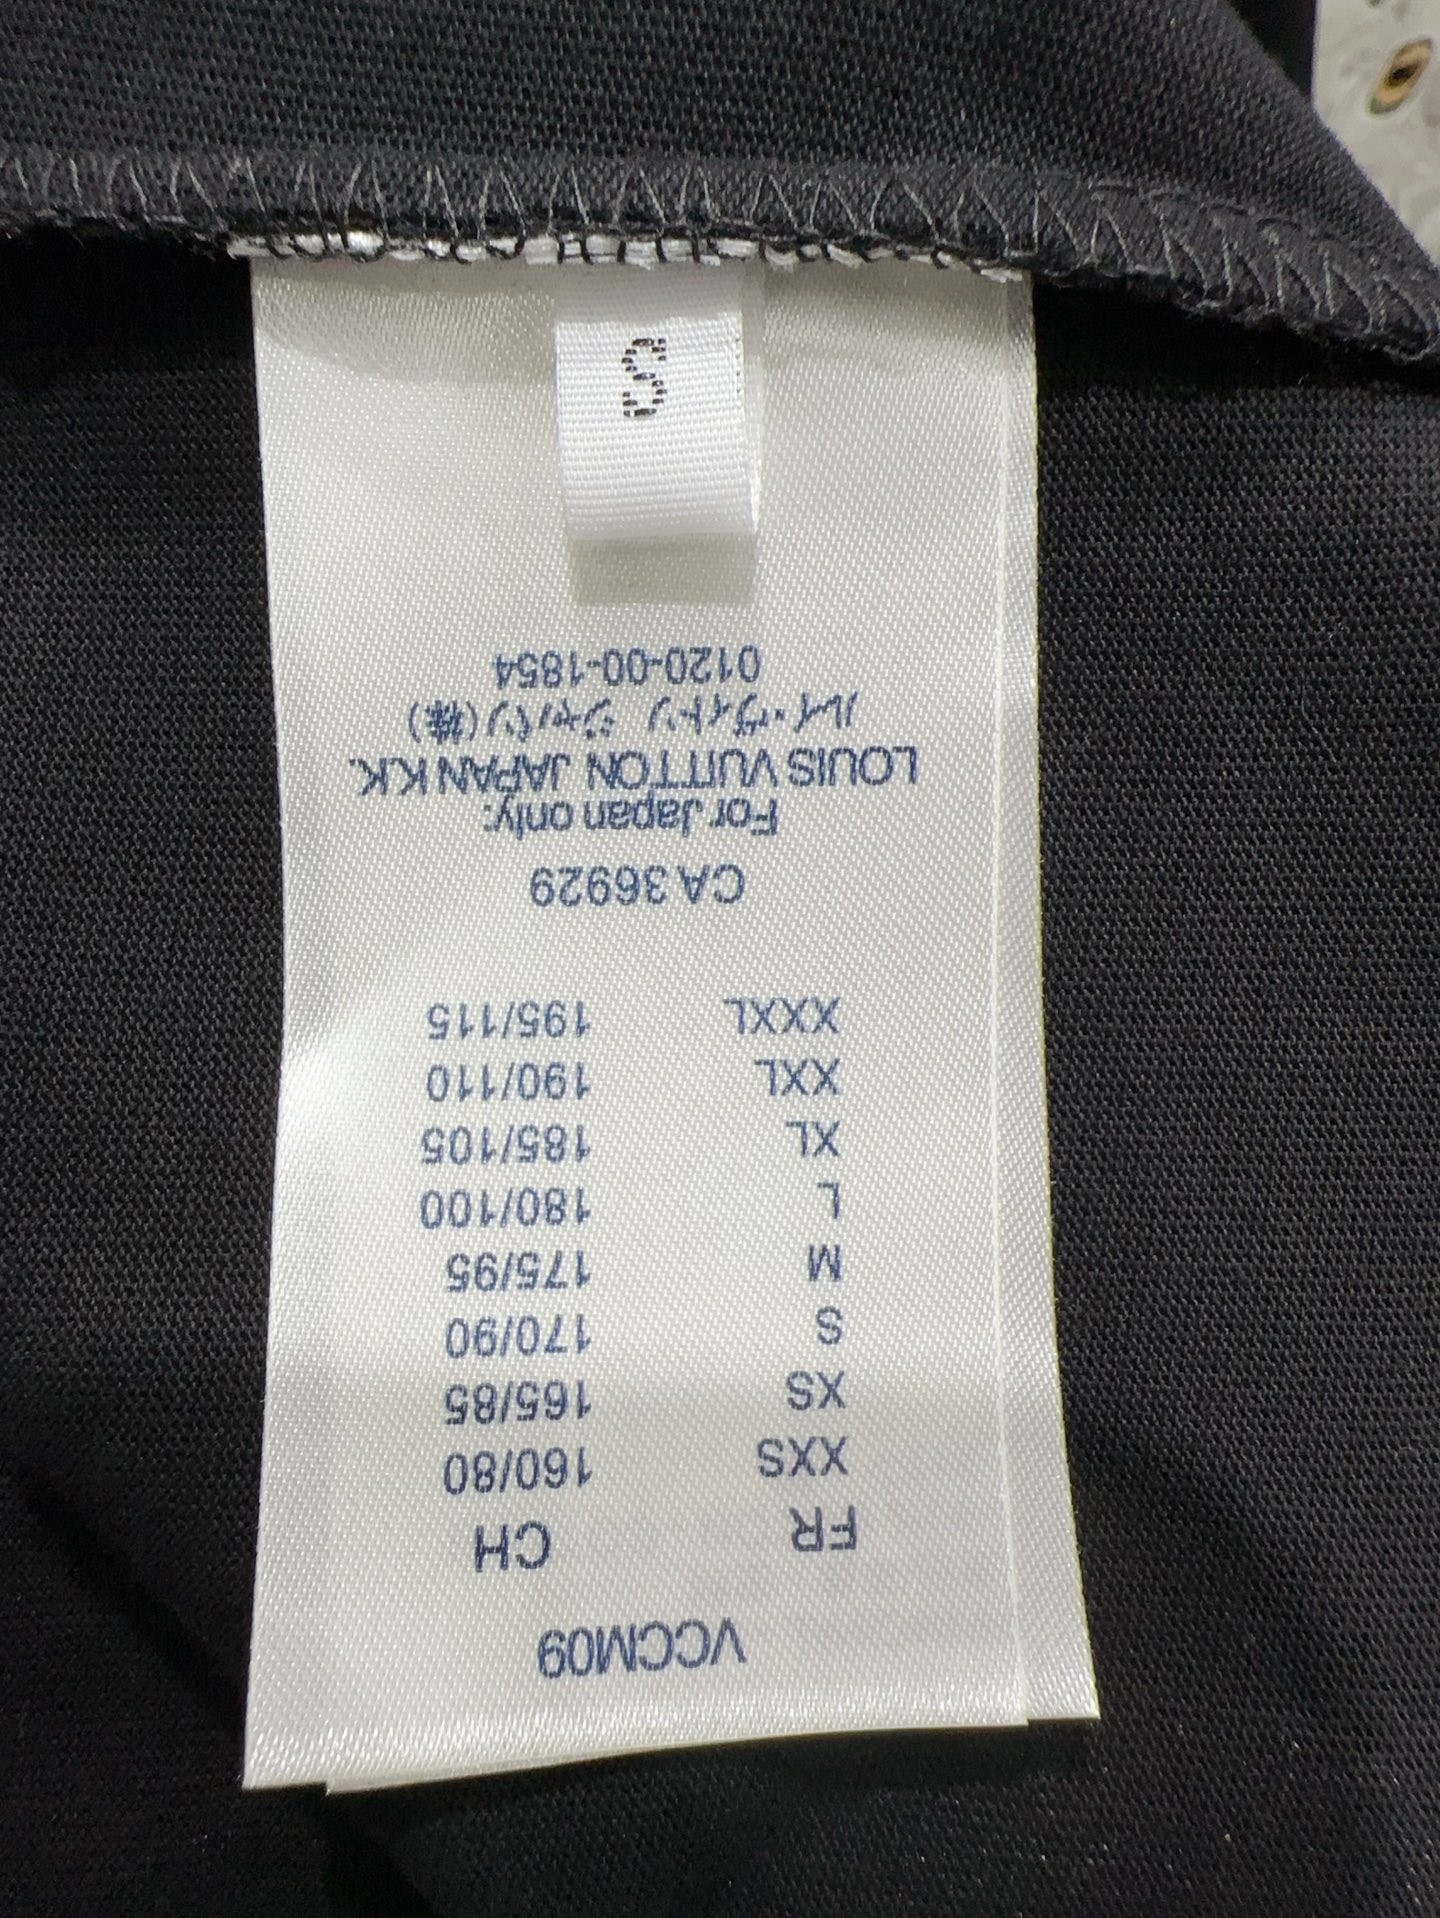 VCCM09
FR CH
XXS 160/80
XS 165/85
S 170/90
M 175/95
L 180/100
XL 185/105
XXL 190/110
XXXL 195/115
CA 36929
For Japan only:
LOUIS VUITTON JAPAN K.K.
ルイ・ヴィトン ジャパン(株)
0120-00-1854
S